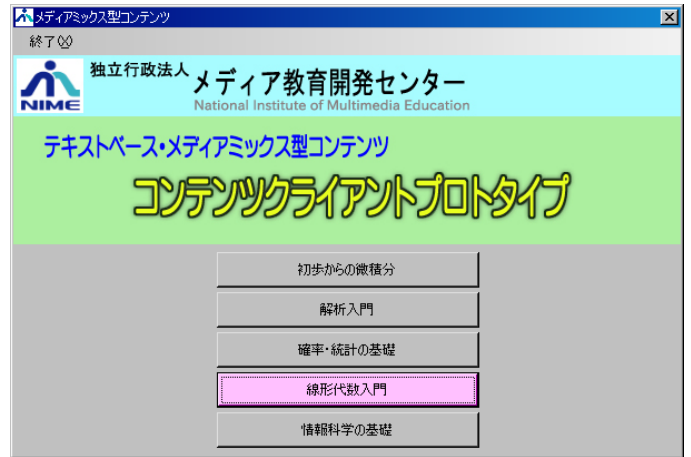 メディアミックス型コンテンツ
終了(X)
NIME
独立行政法人 メディア教育開発センター
National Institute of Multimedia Education
テキストベース・メディアミックス型コンテンツ
コンテンツクライアントプロトタイプ
初歩からの微積分
解析入門
確率・統計の基礎
線形代数入門
情報科学の基礎